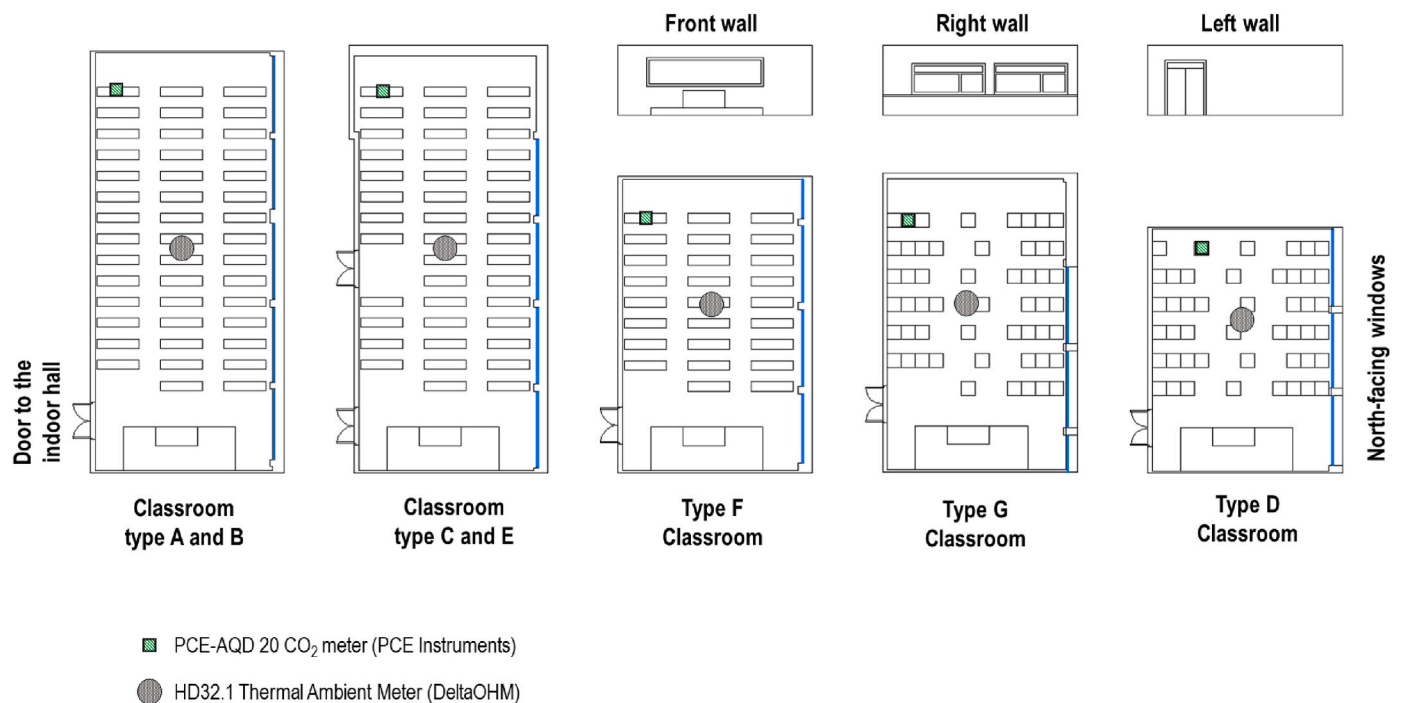 Front wall
Right wall
Left wall
Door to the
indoor hall
North-facing windows
Classroom
type A and B
Classroom
type C and E
Type F
Classroom
Type G
Classroom
Type D
Classroom
PCE-AQD 20 CO₂ meter (PCE Instruments)
HD32.1 Thermal Ambient Meter (DeltaOHM)